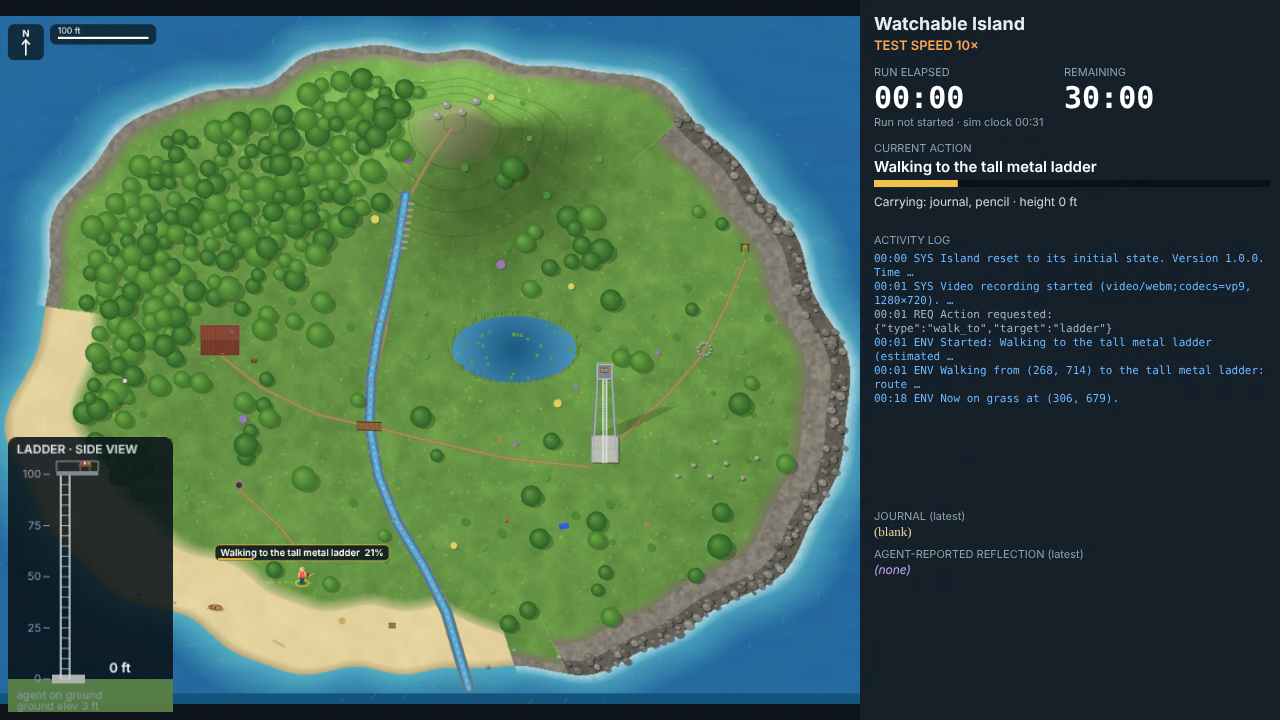 N
100 ft
Watchable Island
TEST SPEED 10×
RUN ELAPSED
REMAINING
00:00
30:00
Run not started · sim clock 00:31
CURRENT ACTION
Walking to the tall metal ladder
Carrying: journal, pencil · height 0 ft
ACTIVITY LOG
00:00 SYS Island reset to its initial state. Version 1.0.0.
Time …
00:01 SYS Video recording started (video/webm;codecs=vp9,
1280×720). …
00:01 REQ Action requested:
{"type":"walk_to","target":"ladder"}
00:01 ENV Started: Walking to the tall metal ladder
(estimated …
00:01 ENV Walking from (268, 714) to the tall metal ladder:
route …
00:18 ENV Now on grass at (306, 679).
JOURNAL (latest)
(blank)
AGENT-REPORTED REFLECTION (latest)
(none)
Walking to the tall metal ladder 21%
LADDER · SIDE VIEW
100
75
50
25
0
0 ft
agent on ground
ground elev 3 ft